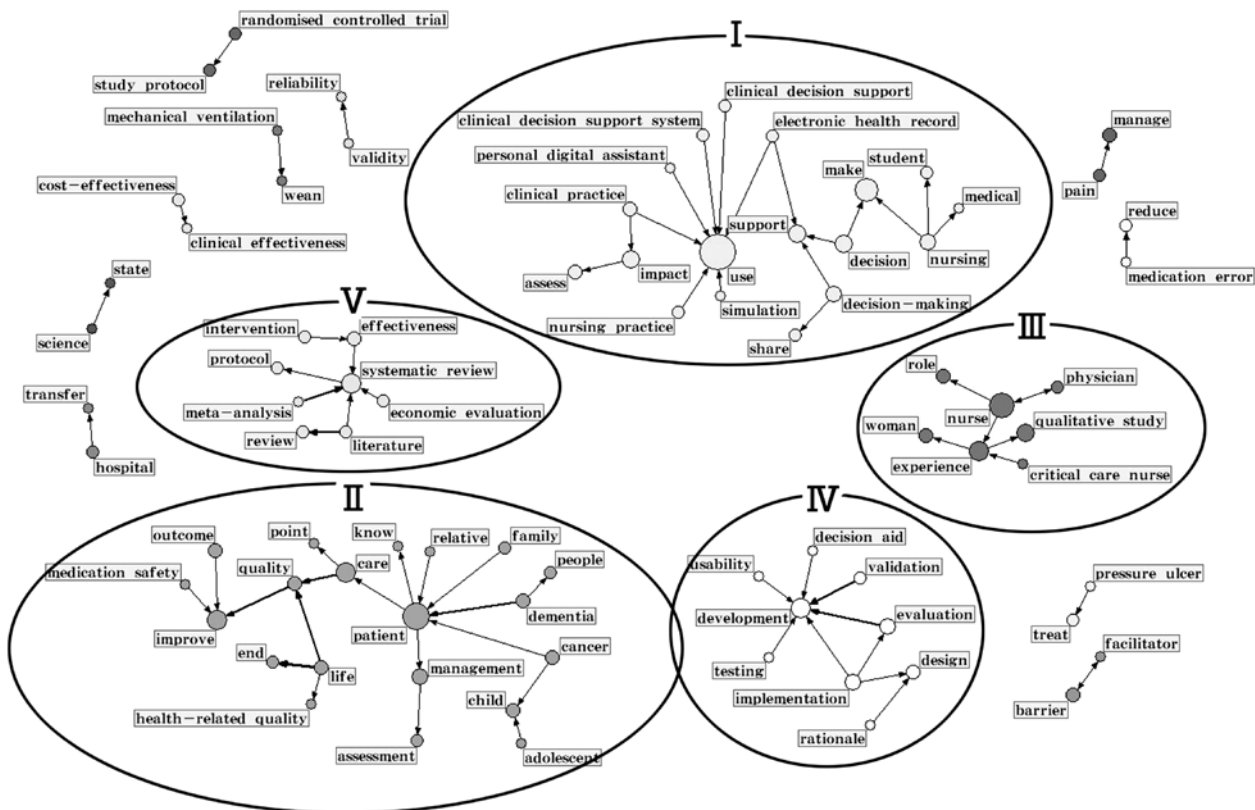 randomised controlled trial
study protocol
reliability
mechanical ventilation
validity
wean
cost-effectiveness
clinical effectiveness
state
science
transfer
hospital
I
clinical decision support
clinical decision support system
electronic health record
personal digital assistant
student
make
clinical practice
medical
support
impact
use
decision
nursing
assess
simulation
decision-making
nursing practice
share
manage
pain
reduce
medication error
V
intervention
effectiveness
protocol
systematic review
meta-analysis
economic evaluation
review
literature
III
role
physician
nurse
woman
qualitative study
experience
critical care nurse
II
outcome
point
know
relative
family
medication safety
quality
care
people
improve
patient
dementia
end
life
management
cancer
health-related quality
child
assessment
adolescent
IV
decision aid
usability
validation
development
evaluation
testing
design
implementation
rationale
pressure ulcer
treat
facilitator
barrier